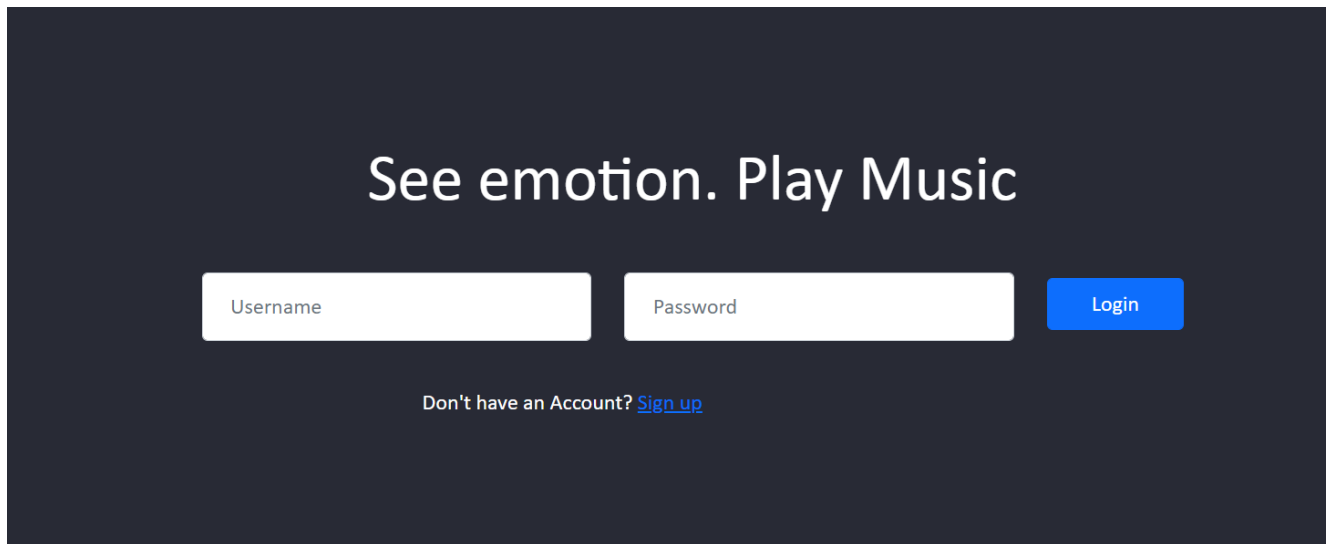 See emotion. Play Music
Username Password Login
Don't have an Account? Sign up